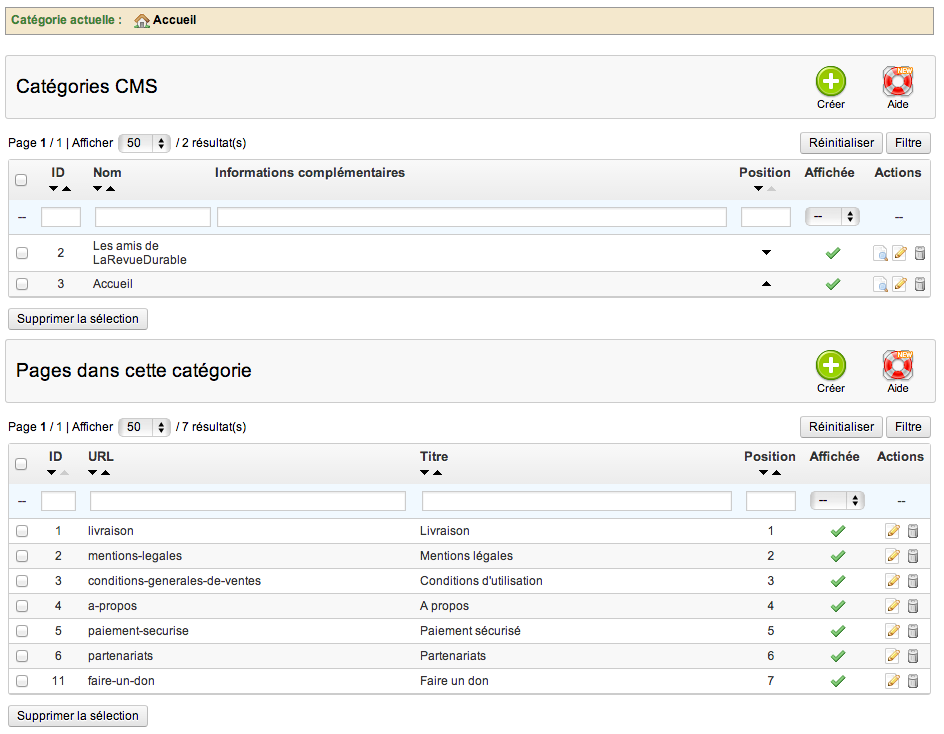 Catégorie actuelle : Accueil
Catégories CMS
Créer
NEW
Aide
Page 1 / 1 | Afficher 50 / 2 résultat(s) Réinitialiser Filtre
ID Nom Informations complémentaires Position Affichée Actions
-- -- --
2 Les amis de
LaRevueDurable
3 Accueil
Supprimer la sélection
Pages dans cette catégorie
Créer
NEW
Aide
Page 1 / 1 | Afficher 50 / 7 résultat(s) Réinitialiser Filtre
ID URL Titre Position Affichée Actions
-- -- --
1 livraison Livraison 1
2 mentions-legales Mentions légales 2
3 conditions-generales-de-ventes Conditions d'utilisation 3
4 a-propos A propos 4
5 paiement-securise Paiement sécurisé 5
6 partenariats Partenariats 6
11 faire-un-don Faire un don 7
Supprimer la sélection